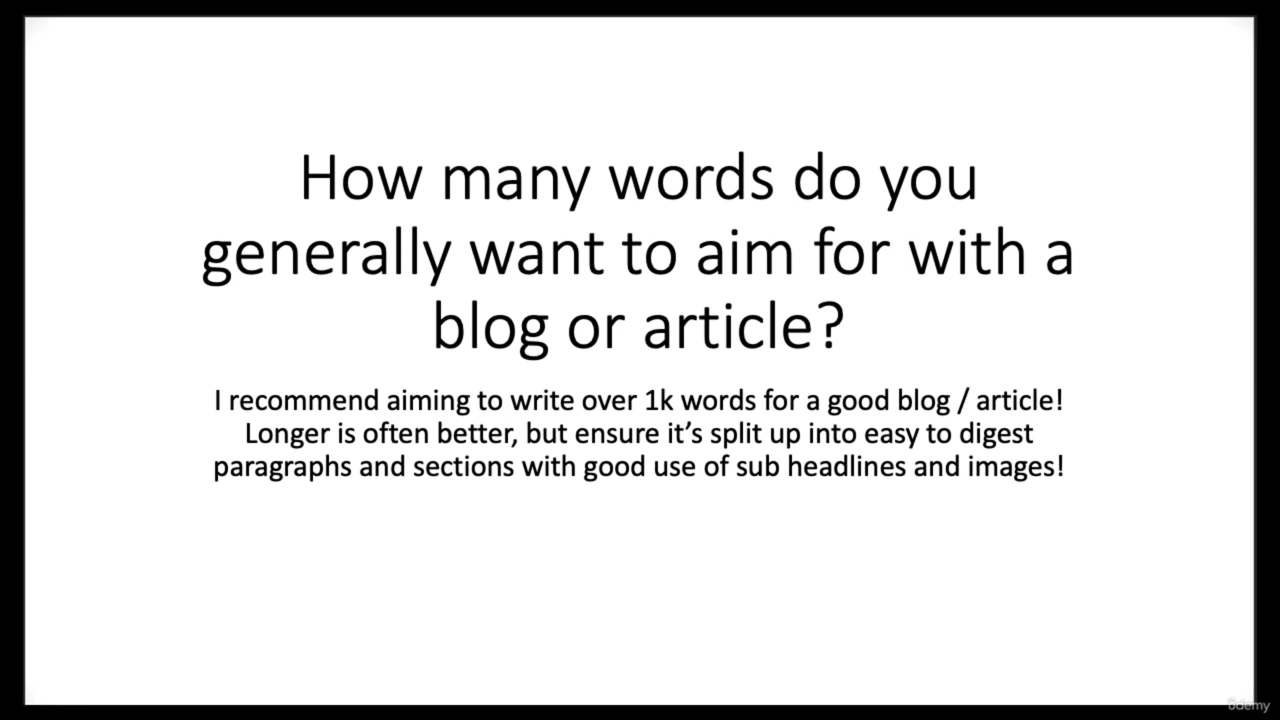 How many words do you
generally want to aim for with a
blog or article?
I recommend aiming to write over 1k words for a good blog / article!
Longer is often better, but ensure it’s split up into easy to digest
paragraphs and sections with good use of sub headlines and images!
ûdemy